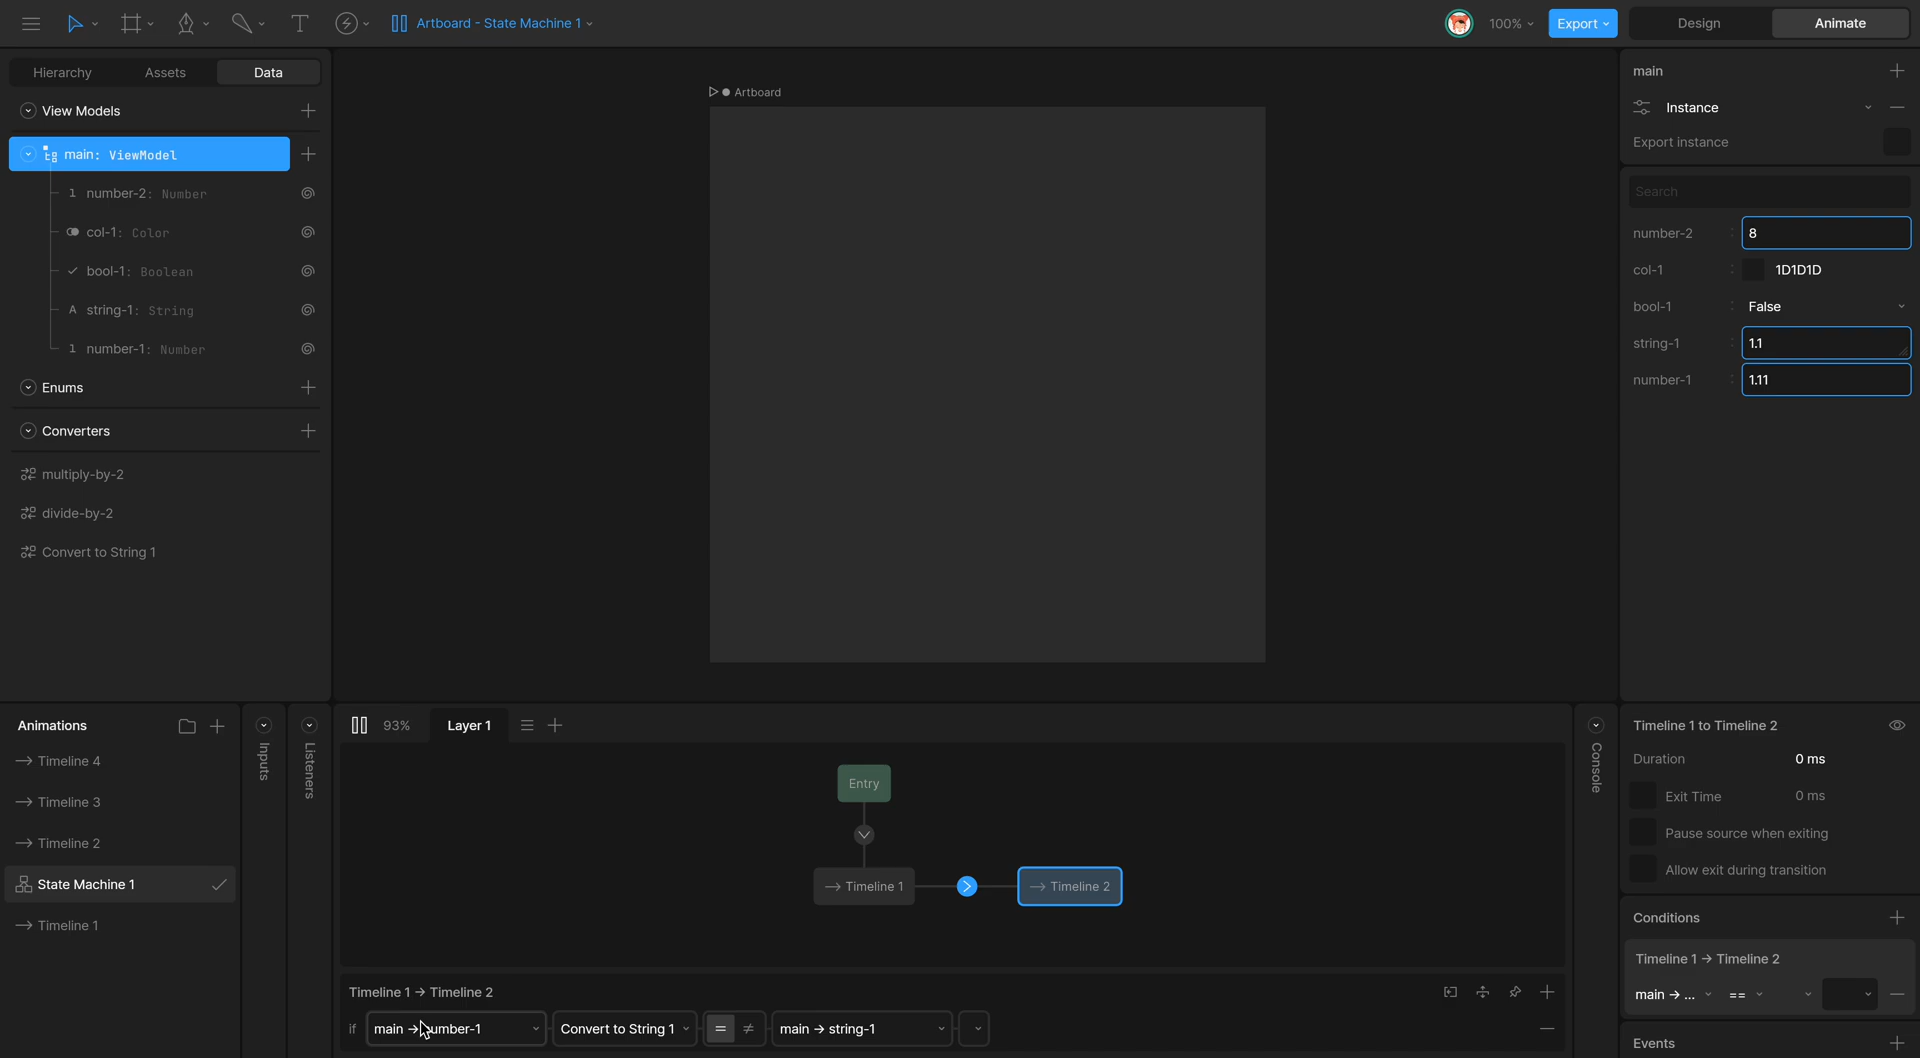 Artboard - State Machine 1
100%
Export
Design
Animate
Hierarchy
Assets
Data
View Models
main: ViewModel
number-2: Number
col-1: Color
bool-1: Boolean
A string-1: String
1 number-1: Number
Enums
Converters
multiply-by-2
divide-by-2
Convert to String 1
Artboard
main
Instance
Export instance
Search
number-2 : 8
col-1 : 1D1D1D
bool-1 : False
string-1 : 1.1
number-1 : 1.11
Animations
Timeline 4
Timeline 3
Timeline 2
State Machine 1
Timeline 1
Inputs
Listeners
93%
Layer 1
Entry
Timeline 1
Timeline 2
Timeline 1 → Timeline 2
if main → number-1 Convert to String 1 = ≠ main → string-1
Console
Timeline 1 to Timeline 2
Duration 0 ms
Exit Time 0 ms
Pause source when exiting
Allow exit during transition
Conditions
Timeline 1 → Timeline 2
main → ... ==
Events